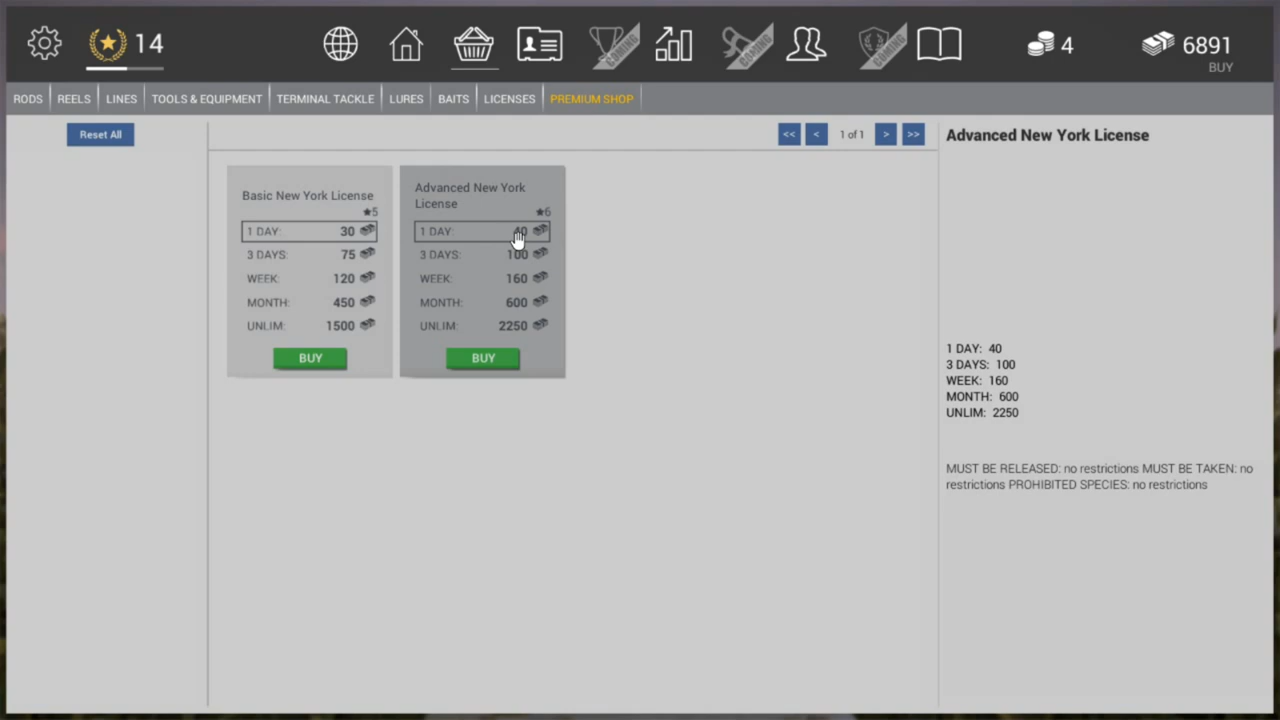 14
COMING
COMING
COMING
4
6891
BUY
RODS
REELS
LINES
TOOLS & EQUIPMENT
TERMINAL TACKLE
LURES
BAITS
LICENSES
PREMIUM SHOP
Reset All
<<
<
1 of 1
>
>>
Basic New York License
★5
1 DAY: 30
3 DAYS: 75
WEEK: 120
MONTH: 450
UNLIM: 1500
BUY
Advanced New York
License
★6
1 DAY: 40
3 DAYS: 100
WEEK: 160
MONTH: 600
UNLIM: 2250
BUY
Advanced New York License
1 DAY: 40
3 DAYS: 100
WEEK: 160
MONTH: 600
UNLIM: 2250
MUST BE RELEASED: no restrictions MUST BE TAKEN: no
restrictions PROHIBITED SPECIES: no restrictions